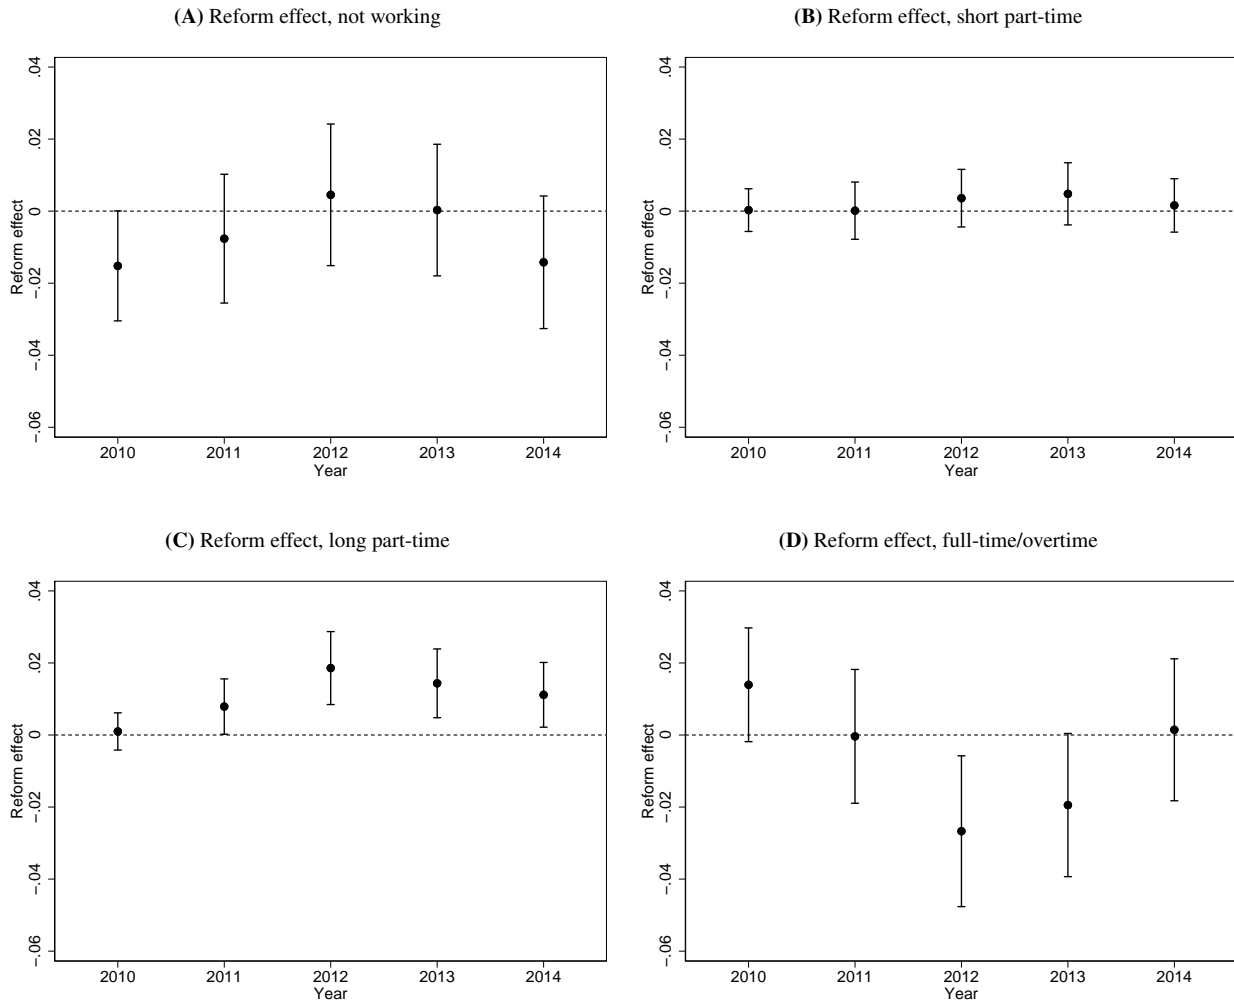 (A) Reform effect, not working
.04
.02
0
-.02
-.04
-.06
Reform effect
2010 2011 2012 2013 2014
Year
(B) Reform effect, short part-time
.04
.02
0
-.02
-.04
-.06
Reform effect
2010 2011 2012 2013 2014
Year
(C) Reform effect, long part-time
.04
.02
0
-.02
-.04
-.06
Reform effect
2010 2011 2012 2013 2014
Year
(D) Reform effect, full-time/overtime
.04
.02
0
-.02
-.04
-.06
Reform effect
2010 2011 2012 2013 2014
Year